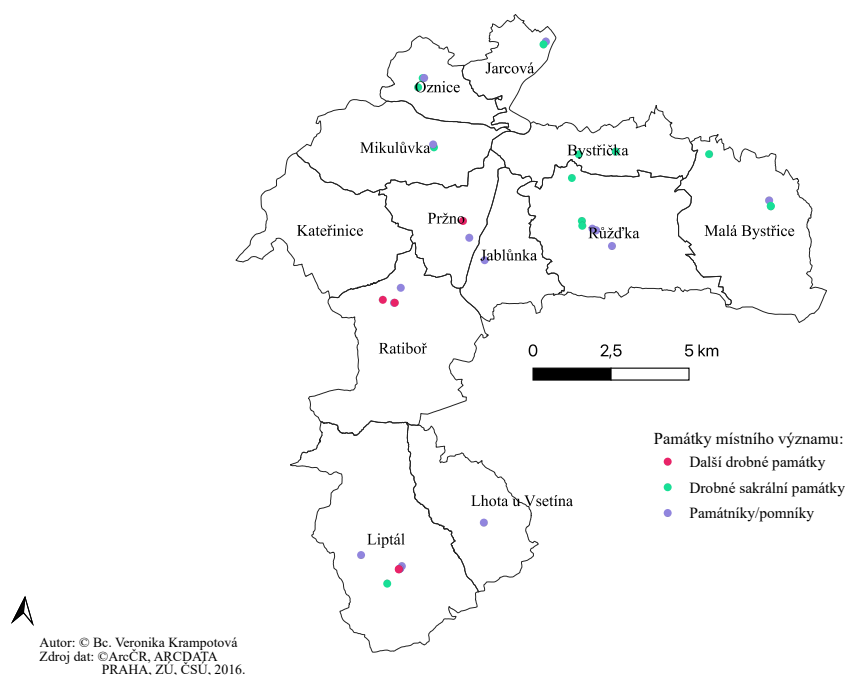 Jarcová
Oznice
Mikulůvka
Bystřička
Kateřinice
Pržno
Jablůnka
Růžďka
Malá Bystřice
Ratiboř
0 2,5 5 km
Památky místního významu:
Další drobné památky
Drobné sakrální památky
Památníky/pomníky
Lhota u Vsetína
Liptál
Autor: © Bc. Veronika Krampotová
Zdroj dat: ©ArcČR, ARCDATA
PRAHA, ZÚ, ČSÚ, 2016.